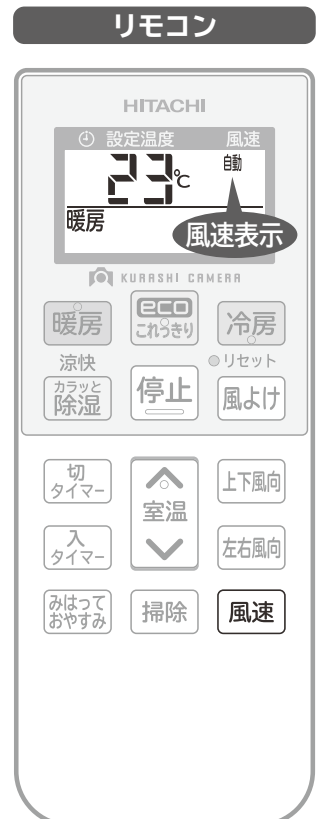 リモコン
HITACHI
設定温度 風速
23℃ 自動
暖房
風速表示
KURASHI CAMERA
暖房
eco
これっきり
冷房
涼快
リセット
カラッと
除湿
停止
風よけ
切
タイマー
室温
上下風向
入
タイマー
左右風向
みはって
おやすみ
掃除
風速